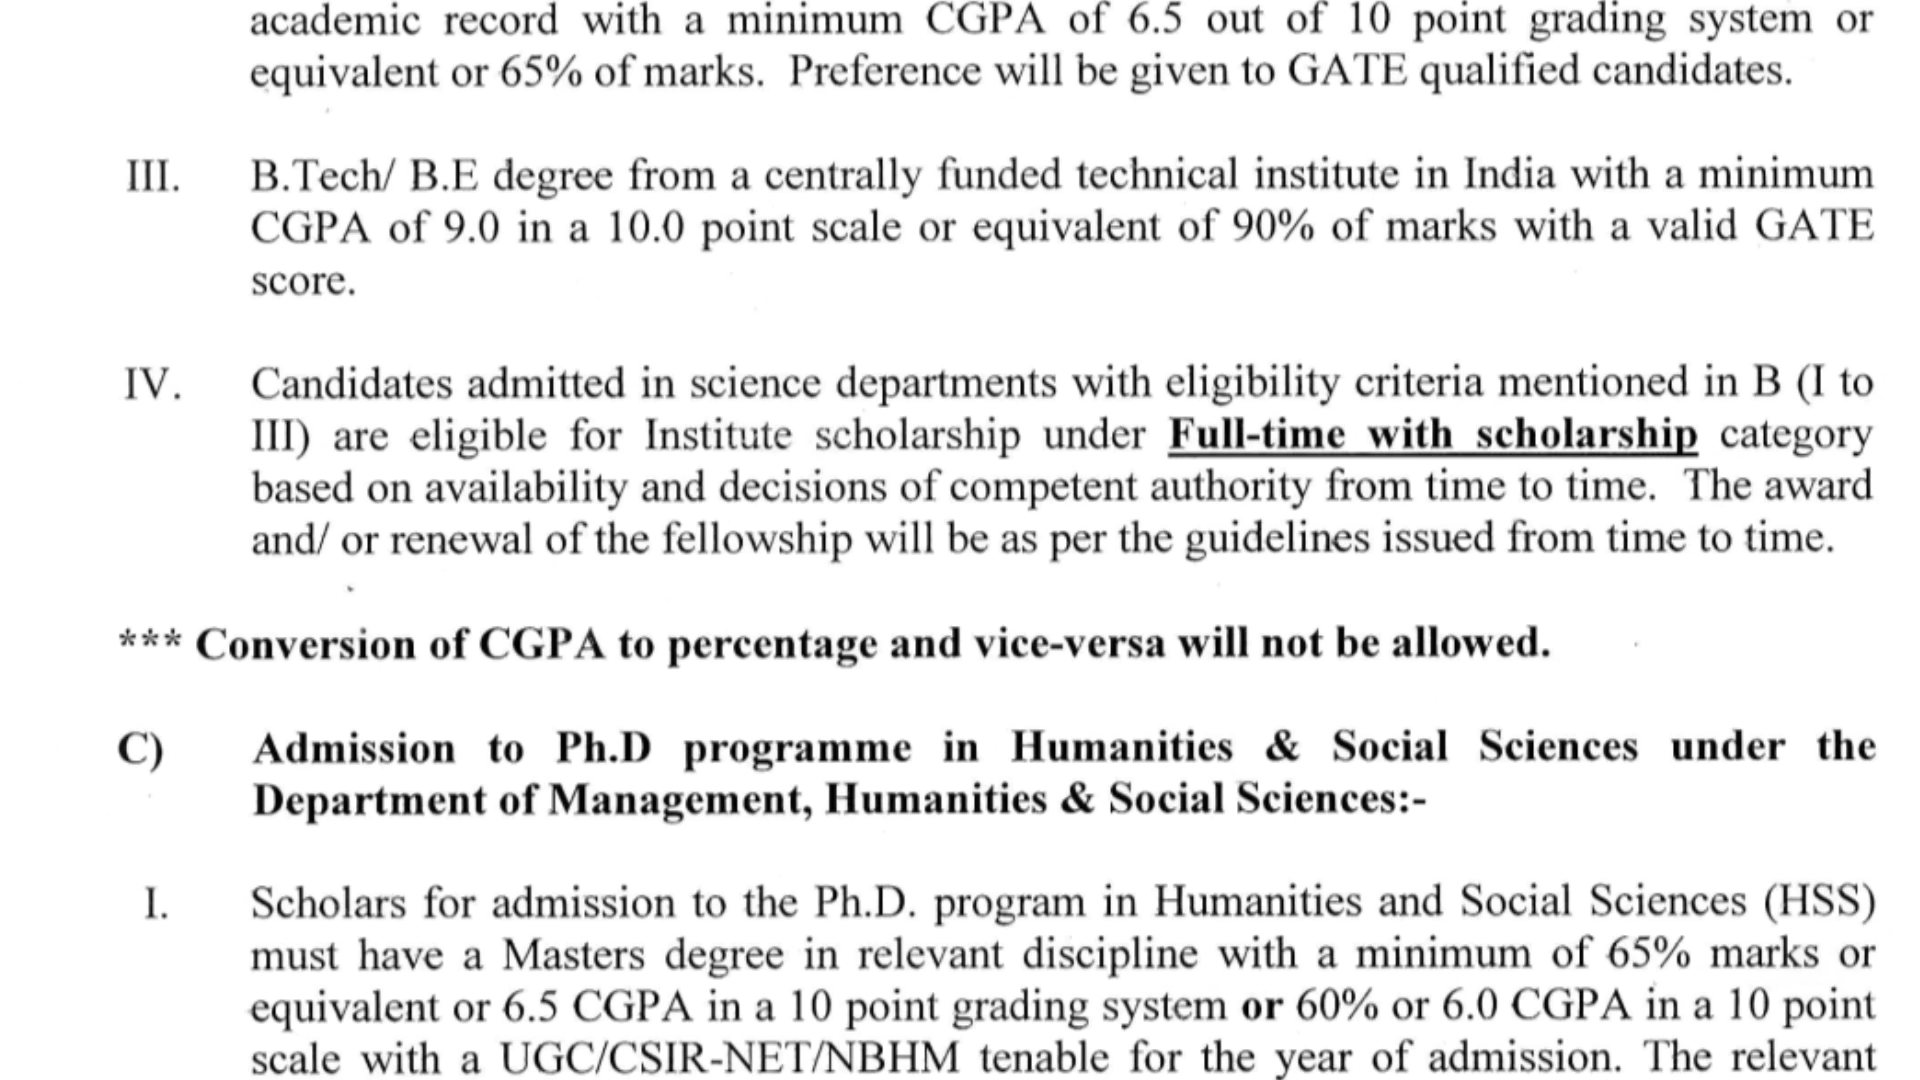 academic record with a minimum CGPA of 6.5 out of 10 point grading system or
equivalent or 65% of marks. Preference will be given to GATE qualified candidates.
III. B.Tech/ B.E degree from a centrally funded technical institute in India with a minimum
CGPA of 9.0 in a 10.0 point scale or equivalent of 90% of marks with a valid GATE
score.
IV. Candidates admitted in science departments with eligibility criteria mentioned in B (I to
III) are eligible for Institute scholarship under Full-time with scholarship category
based on availability and decisions of competent authority from time to time. The award
and/ or renewal of the fellowship will be as per the guidelines issued from time to time.
*** Conversion of CGPA to percentage and vice-versa will not be allowed.
C) Admission to Ph.D programme in Humanities & Social Sciences under the
Department of Management, Humanities & Social Sciences:-
I. Scholars for admission to the Ph.D. program in Humanities and Social Sciences (HSS)
must have a Masters degree in relevant discipline with a minimum of 65% marks or
equivalent or 6.5 CGPA in a 10 point grading system or 60% or 6.0 CGPA in a 10 point
scale with a UGC/CSIR-NET/NBHM tenable for the year of admission. The relevant